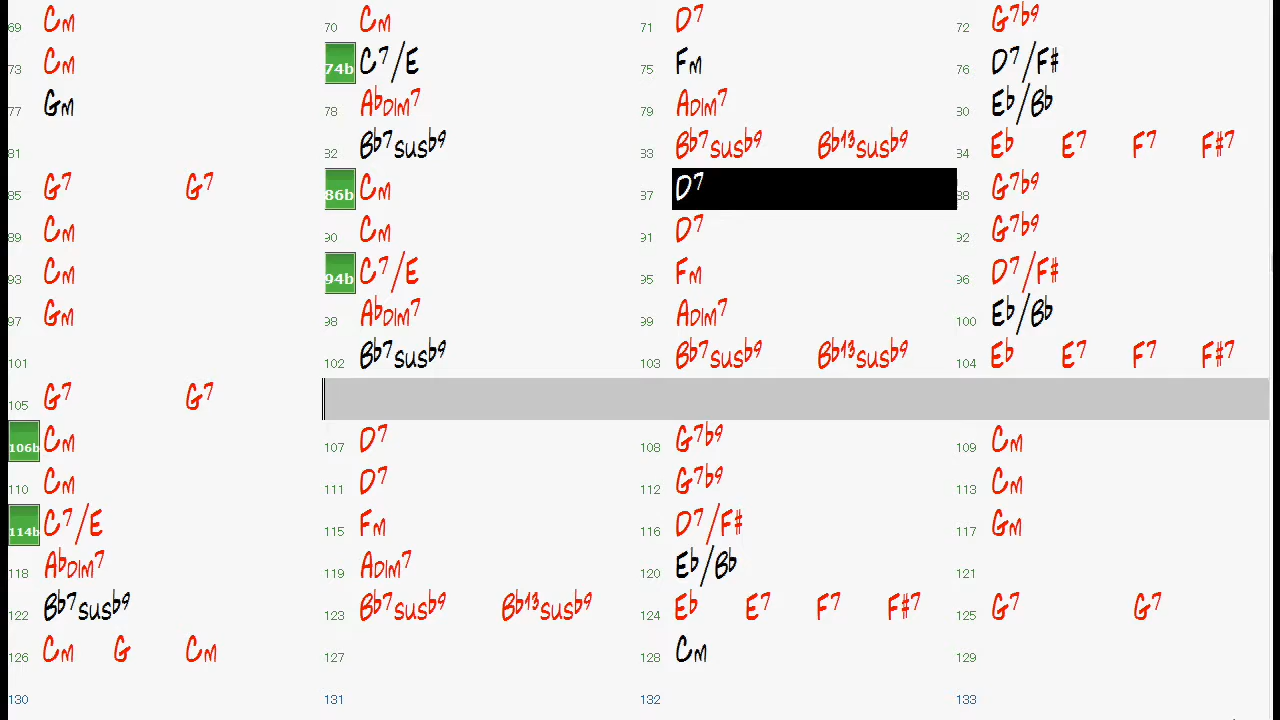 69 Cm 70 Cm 71 D7 72 G7b9
73 Cm 74b C7/E 75 Fm 76 D7/F#
77 Gm 78 Abdim7 79 Adim7 80 Eb/Bb
81 82 Bb7susb9 83 Bb7susb9 Bb13susb9 84 Eb E7 F7 F#7
85 G7 G7 86b Cm 87 D7 88 G7b9
89 Cm 90 Cm 91 D7 92 G7b9
93 Cm 94b C7/E 95 Fm 96 D7/F#
97 Gm 98 Abdim7 99 Adim7 100 Eb/Bb
101 102 Bb7susb9 103 Bb7susb9 Bb13susb9 104 Eb E7 F7 F#7
105 G7 G7
106b Cm 107 D7 108 G7b9 109 Cm
110 Cm 111 D7 112 G7b9 113 Cm
114b C7/E 115 Fm 116 D7/F# 117 Gm
118 Abdim7 119 Adim7 120 Eb/Bb 121
122 Bb7susb9 123 Bb7susb9 Bb13susb9 124 Eb E7 F7 F#7 125 G7 G7
126 Cm G Cm 127 128 Cm 129
130 131 132 133